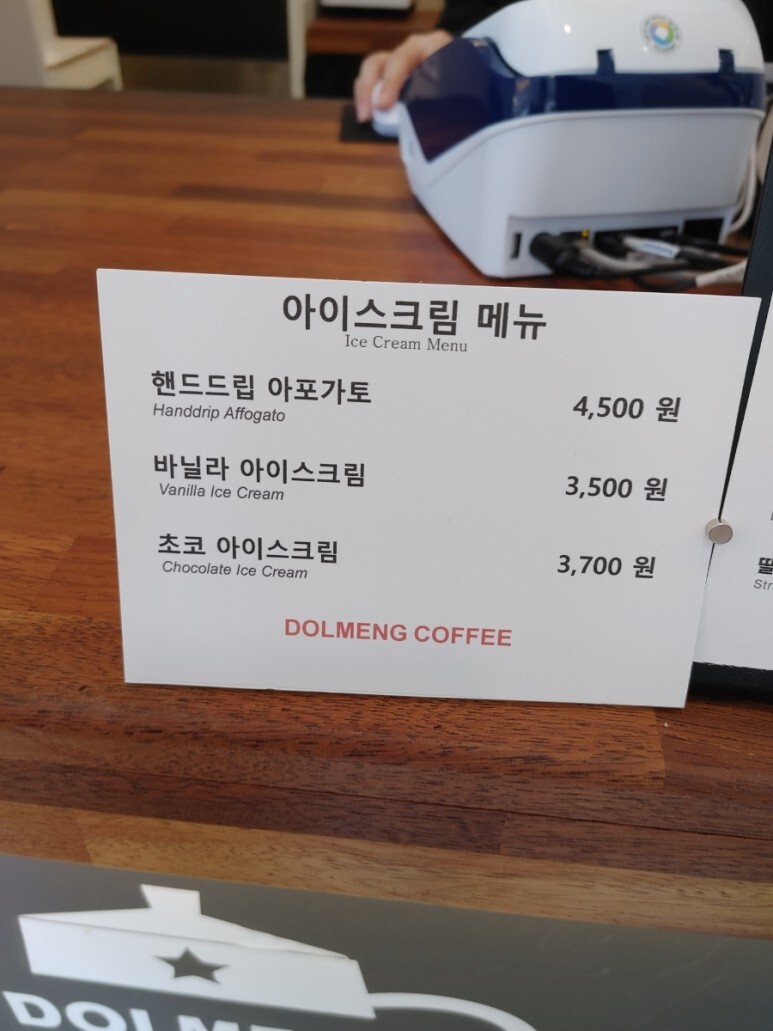 아이스크림 메뉴
Ice Cream Menu
핸드드립 아포가토 4,500 원
Handdrip Affogato
바닐라 아이스크림 3,500 원
Vanilla Ice Cream
초코 아이스크림 3,700 원
Chocolate Ice Cream
DOLMENG COFFEE